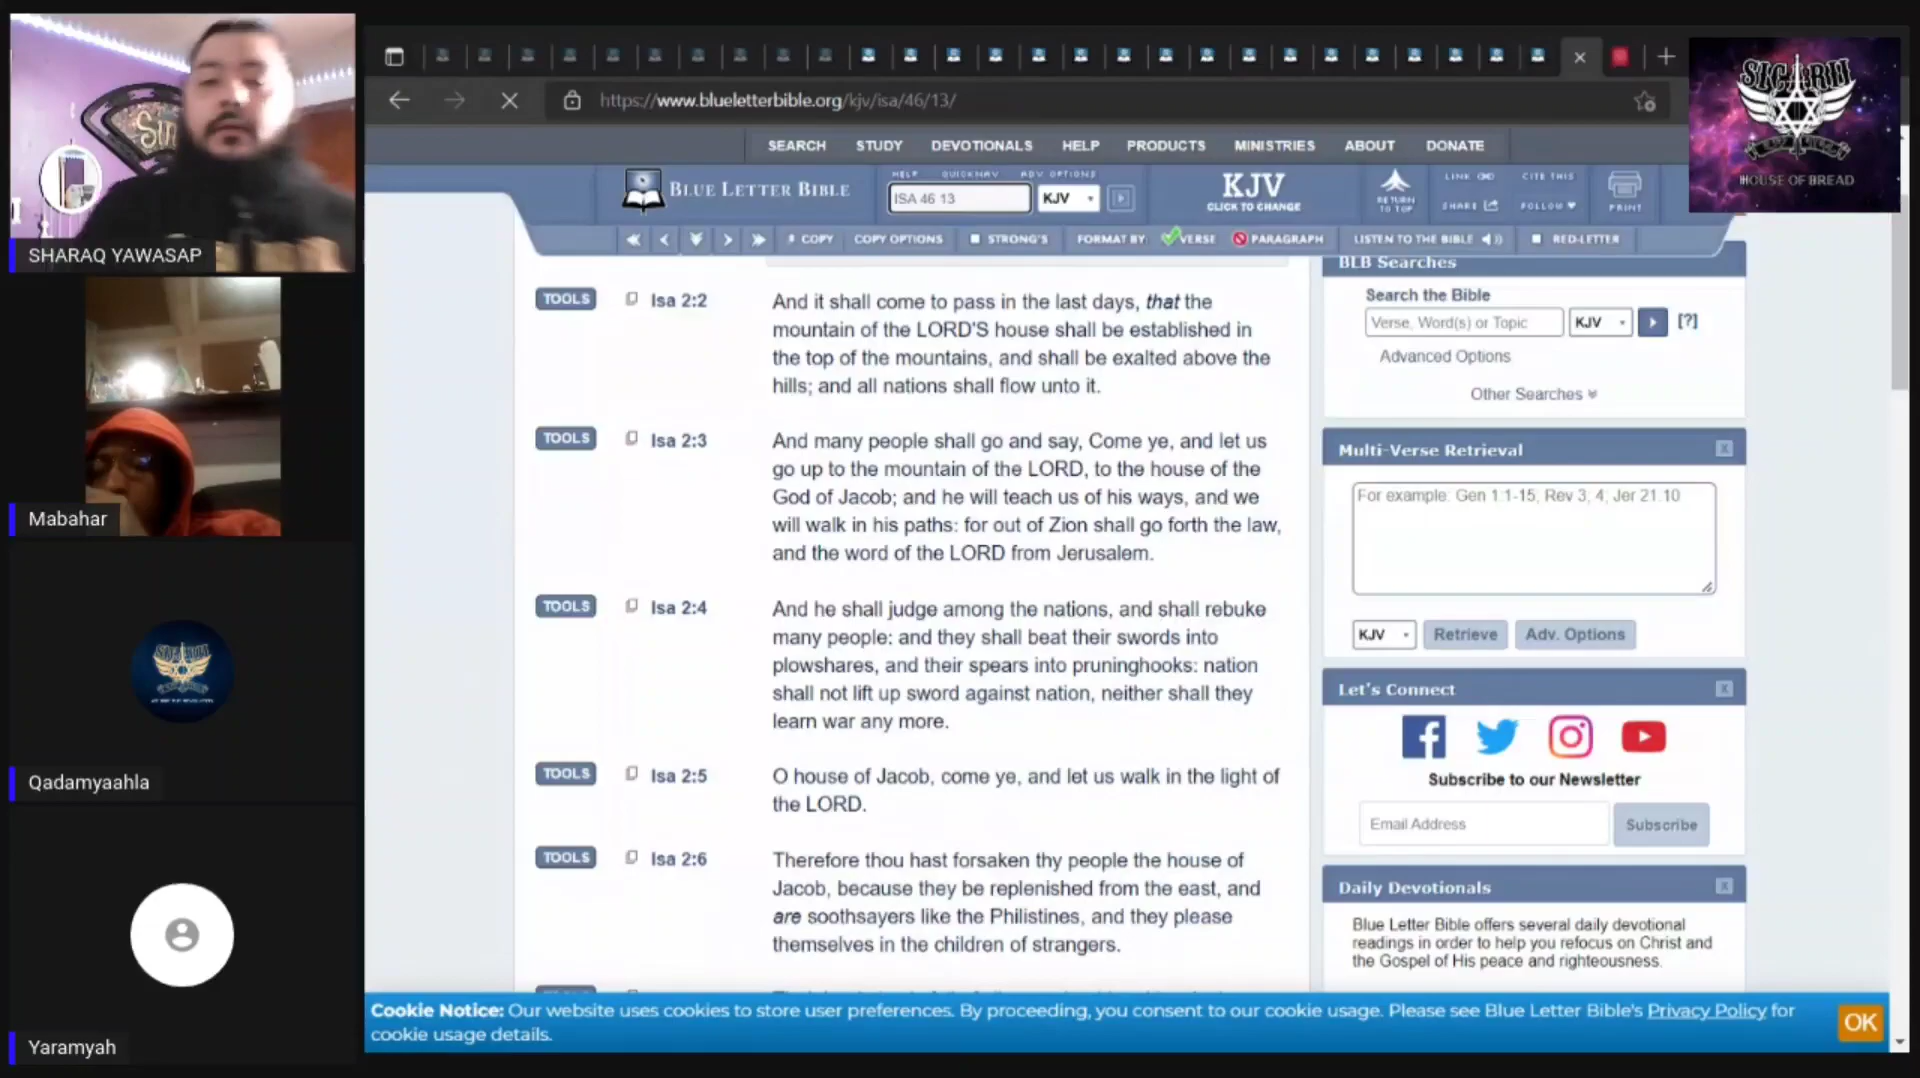 SHARAQ YAWASAP
Mabahar
Qadamyaahla
Yaramyah
https://www.blueletterbible.org/kjv/isa/46/13/
SICARII
HOUSE OF BREAD
SEARCH STUDY DEVOTIONALS HELP PRODUCTS MINISTRIES ABOUT DONATE
BLUE LETTER BIBLE
HELP QUICKNAV ADV OPTIONS
ISA 46 13 KJV
KJV
CLICK TO CHANGE
RETURN
TO TOP
LINK CITE THIS
SHARE FOLLOW PRINT
COPY COPY OPTIONS STRONG'S FORMAT BY VERSE PARAGRAPH LISTEN TO THE BIBLE RED-LETTER
TOOLS Isa 2:2 And it shall come to pass in the last days, that the
mountain of the LORD'S house shall be established in
the top of the mountains, and shall be exalted above the
hills; and all nations shall flow unto it.
TOOLS Isa 2:3 And many people shall go and say, Come ye, and let us
go up to the mountain of the LORD, to the house of the
God of Jacob; and he will teach us of his ways, and we
will walk in his paths: for out of Zion shall go forth the law,
and the word of the LORD from Jerusalem.
TOOLS Isa 2:4 And he shall judge among the nations, and shall rebuke
many people: and they shall beat their swords into
plowshares, and their spears into pruninghooks: nation
shall not lift up sword against nation, neither shall they
learn war any more.
TOOLS Isa 2:5 O house of Jacob, come ye, and let us walk in the light of
the LORD.
TOOLS Isa 2:6 Therefore thou hast forsaken thy people the house of
Jacob, because they be replenished from the east, and
are soothsayers like the Philistines, and they please
themselves in the children of strangers.
BLB Searches
Search the Bible
Verse, Word(s) or Topic KJV [?]
Advanced Options
Other Searches
Multi-Verse Retrieval
For example: Gen 1:1-15; Rev 3; 4; Jer 21:10
KJV Retrieve Adv. Options
Let's Connect
Subscribe to our Newsletter
Email Address Subscribe
Daily Devotionals
Blue Letter Bible offers several daily devotional
readings in order to help you refocus on Christ and
the Gospel of His peace and righteousness.
Cookie Notice: Our website uses cookies to store user preferences. By proceeding, you consent to our cookie usage. Please see Blue Letter Bible's Privacy Policy for
cookie usage details.
OK